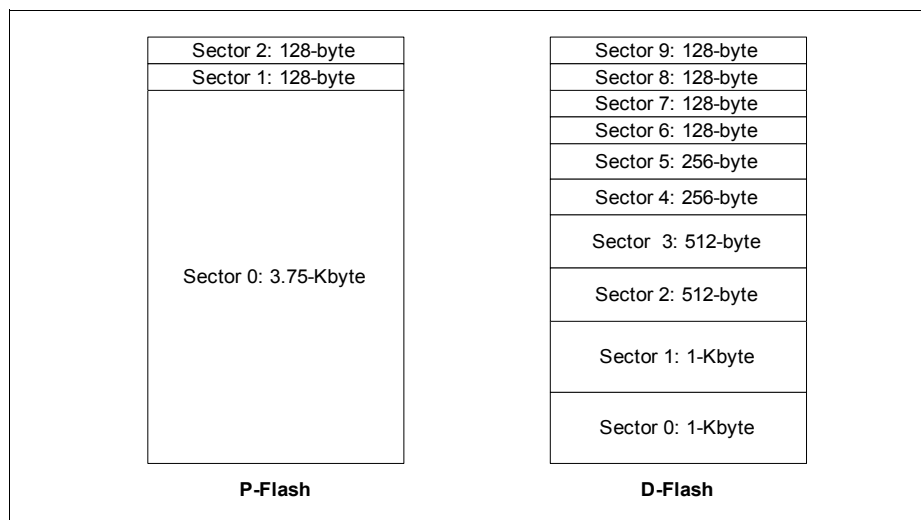 Sector 2: 128-byte
Sector 1: 128-byte
Sector 0: 3.75-Kbyte
P-Flash
Sector 9: 128-byte
Sector 8: 128-byte
Sector 7: 128-byte
Sector 6: 128-byte
Sector 5: 256-byte
Sector 4: 256-byte
Sector 3: 512-byte
Sector 2: 512-byte
Sector 1: 1-Kbyte
Sector 0: 1-Kbyte
D-Flash